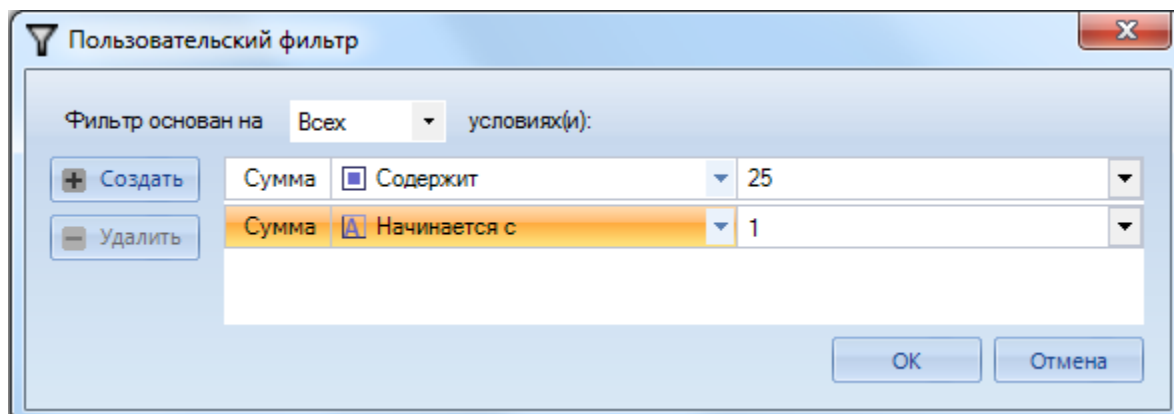 Пользовательский фильтр
Фильтр основан на Всех условиях(и):
Создать Сумма Содержит 25
Удалить Сумма A Начинается с 1
OK Отмена